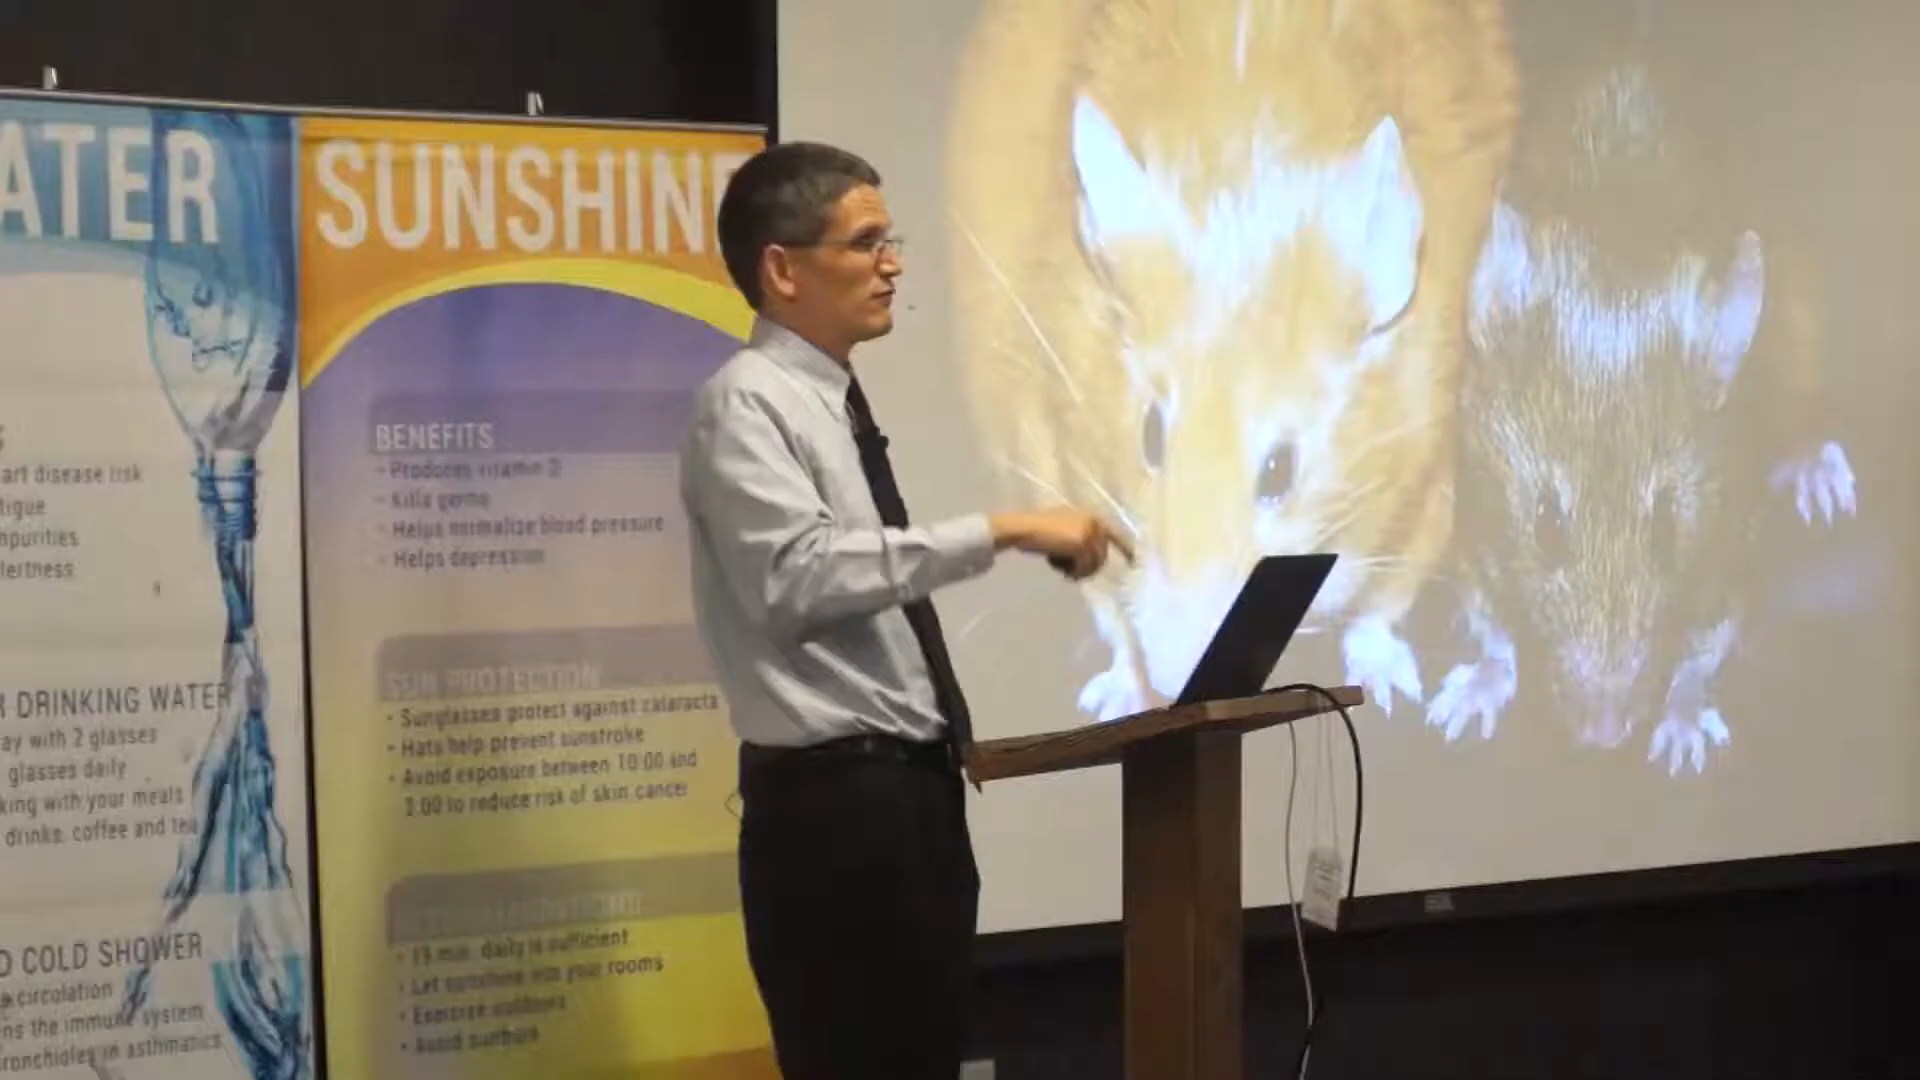 ATER
art disease risk
tigue
mpurities
lertness
R DRINKING WATER
ay with 2 glasses
glasses daily
king with your meals
drinks, coffee and tea
D COLD SHOWER
circulation
ns the immune system
ronchioles in asthmatics
SUNSHINE
BENEFITS
- Produces vitamin D
- Kills germs
- Helps normalize blood pressure
- Helps depression
SUN PROTECTION
- Sunglasses protect against cataracts
- Hats help prevent sunstroke
- Avoid exposure between 10:00 and
3:00 to reduce risk of skin cancer
- 15 min. daily is sufficient
- Let sunshine into your rooms
- Exercise outdoors
- Avoid sunburn